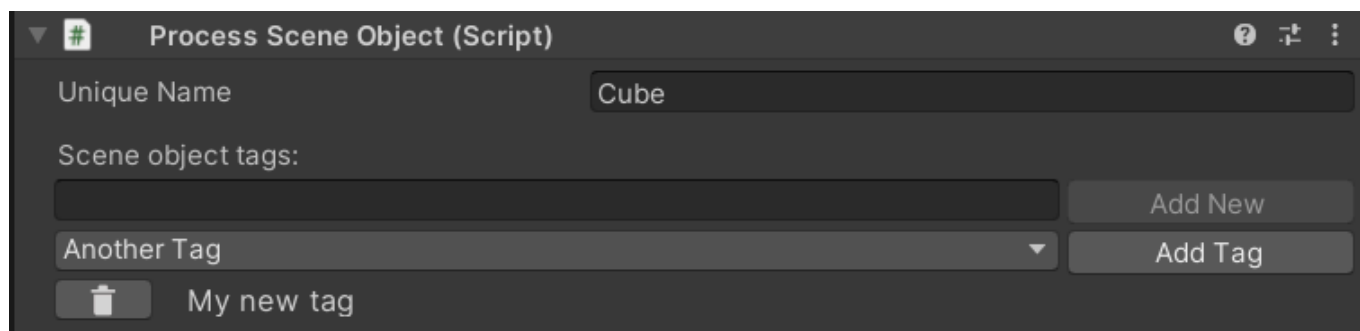 # Process Scene Object (Script)
Unique Name Cube
Scene object tags:
Add New
Another Tag Add Tag
My new tag